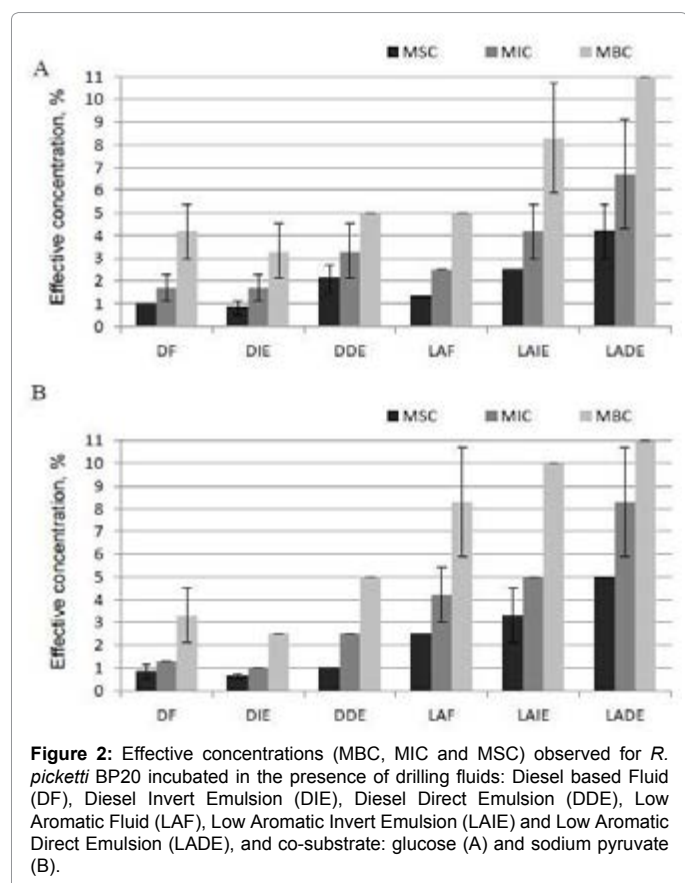 MSC MIC MBC
A
Effective concentration, %
11
10
9
8
7
6
5
4
3
2
1
0
DF DIE DDE LAF LAIE LADE
B
MSC MIC MBC
Effective concentration, %
11
10
9
8
7
6
5
4
3
2
1
0
DF DIE DDE LAF LAIE LADE
Figure 2: Effective concentrations (MBC, MIC and MSC) observed for R.
picketti BP20 incubated in the presence of drilling fluids: Diesel based Fluid
(DF), Diesel Invert Emulsion (DIE), Diesel Direct Emulsion (DDE), Low
Aromatic Fluid (LAF), Low Aromatic Invert Emulsion (LAIE) and Low Aromatic
Direct Emulsion (LADE), and co-substrate: glucose (A) and sodium pyruvate
(B).